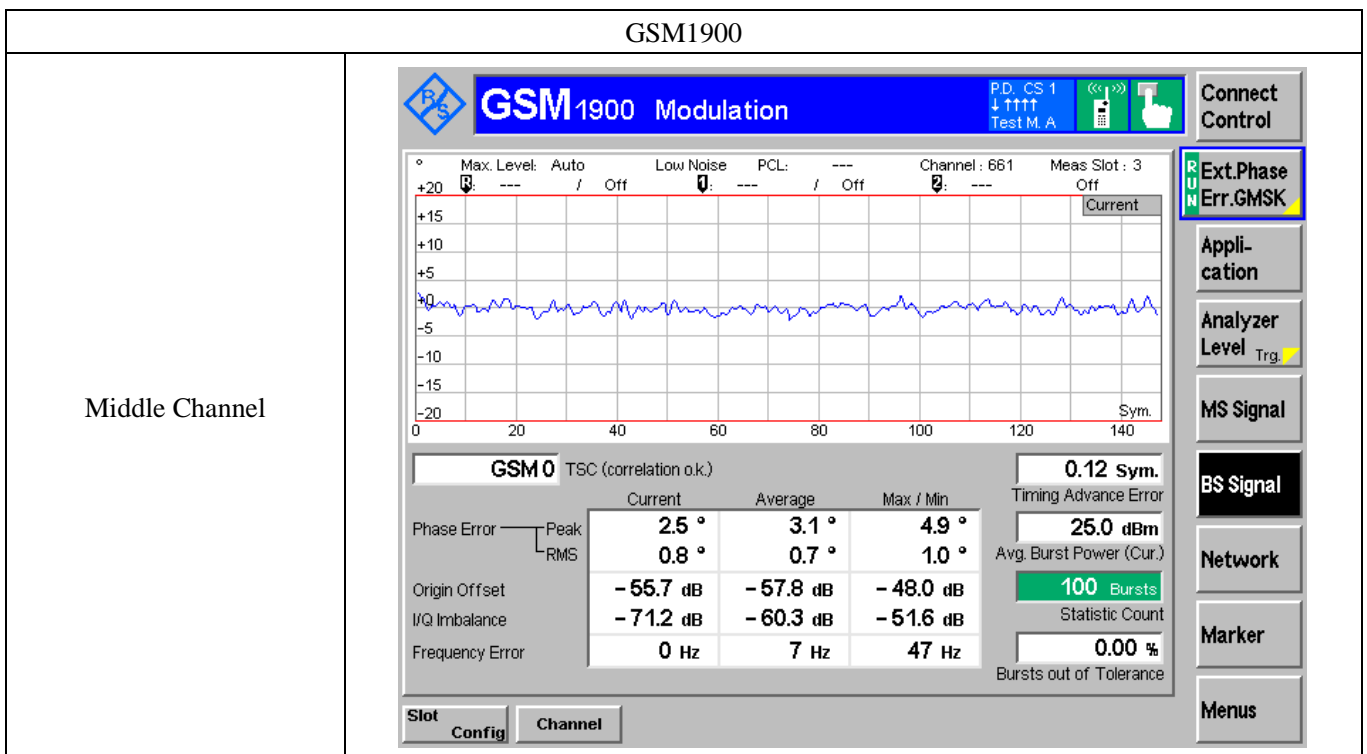 GSM1900
Middle Channel
R&S
GSM 1900 Modulation
P.D. CS 1
↓ ↑↑↑↑
Test M. A
Connect
Control
° Max. Level: Auto Low Noise PCL: --- Channel : 661 Meas Slot : 3
R: --- / Off 1: --- / Off 2: --- Off
Current
+20
+15
+10
+5
+0
-5
-10
-15
-20
Sym.
0 20 40 60 80 100 120 140
RUN
Ext.Phase
Err.GMSK
Appli-
cation
Analyzer
Level Trg.
MS Signal
BS Signal
Network
Marker
Menus
GSM 0 TSC (correlation o.k.)
Current Average Max / Min
Phase Error Peak 2.5 ° 3.1 ° 4.9 °
RMS 0.8 ° 0.7 ° 1.0 °
Origin Offset - 55.7 dB - 57.8 dB - 48.0 dB
I/Q Imbalance - 71.2 dB - 60.3 dB - 51.6 dB
Frequency Error 0 Hz 7 Hz 47 Hz
0.12 Sym.
Timing Advance Error
25.0 dBm
Avg. Burst Power (Cur.)
100 Bursts
Statistic Count
0.00 %
Bursts out of Tolerance
Slot
Config
Channel